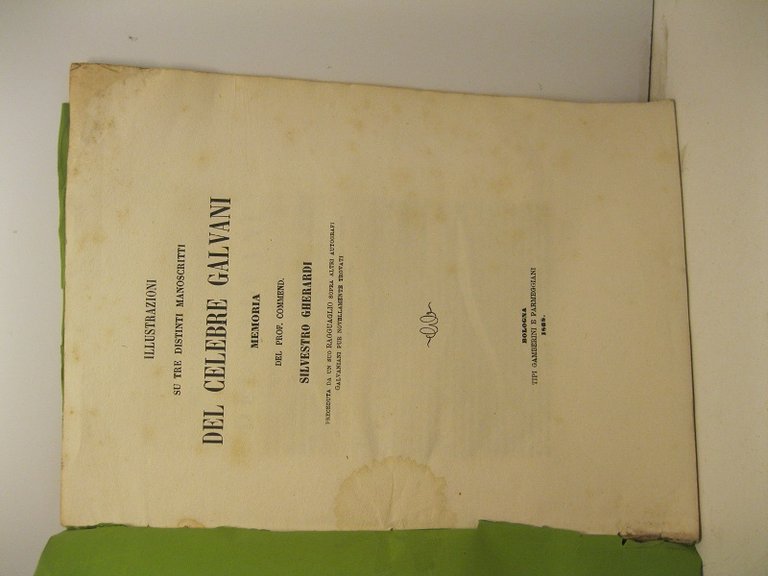 ILLUSTRAZIONI
SU TRE DISTINTI MANOSCRITTI
DEL CELEBRE GALVANI
MEMORIA
DEL PROF. COMMEND.
SILVESTRO GHERARDI
PRECEDUTA DA UN SUO RAGGUAGLIO SOPRA ALTRI AUTOGRAFI
GALVANIANI PUR NOVELLAMENTE TROVATI
BOLOGNA
TIPI GAMBERINI E PARMEGGIANI